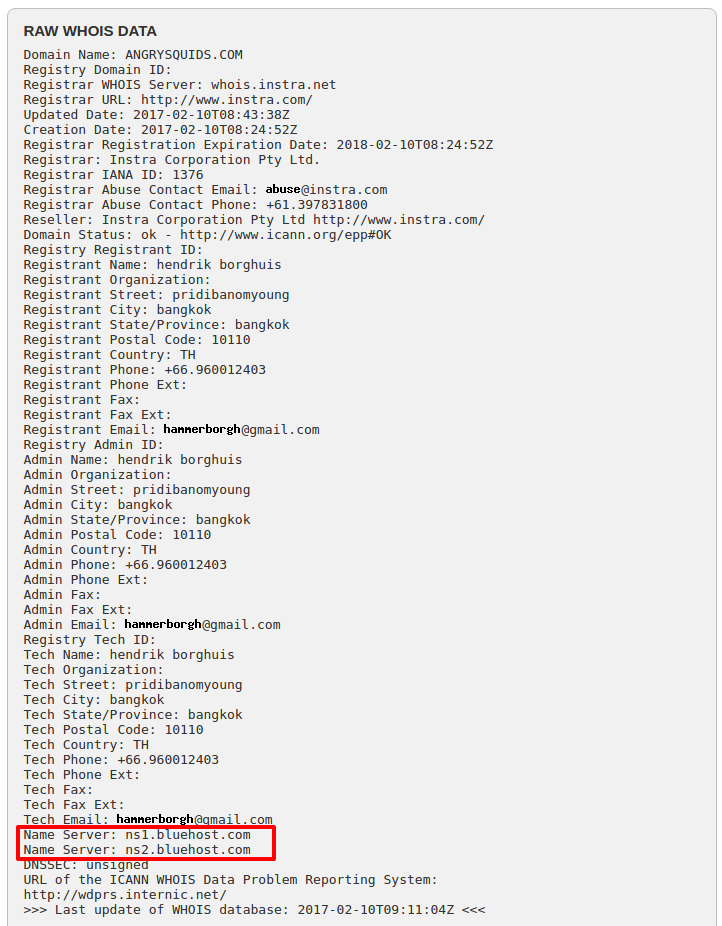 RAW WHOIS DATA
Domain Name: ANGRYSQUIDS.COM
Registry Domain ID:
Registrar WHOIS Server: whois.instra.net
Registrar URL: http://www.instra.com/
Updated Date: 2017-02-10T08:43:38Z
Creation Date: 2017-02-10T08:24:52Z
Registrar Registration Expiration Date: 2018-02-10T08:24:52Z
Registrar: Instra Corporation Pty Ltd.
Registrar IANA ID: 1376
Registrar Abuse Contact Email: abuse@instra.com
Registrar Abuse Contact Phone: +61.397831800
Reseller: Instra Corporation Pty Ltd http://www.instra.com/
Domain Status: ok - http://www.icann.org/epp#OK
Registry Registrant ID:
Registrant Name: hendrik borghuis
Registrant Organization:
Registrant Street: pridibanomyoung
Registrant City: bangkok
Registrant State/Province: bangkok
Registrant Postal Code: 10110
Registrant Country: TH
Registrant Phone: +66.960012403
Registrant Phone Ext:
Registrant Fax:
Registrant Fax Ext:
Registrant Email: hammerborgh@gmail.com
Registry Admin ID:
Admin Name: hendrik borghuis
Admin Organization:
Admin Street: pridibanomyoung
Admin City: bangkok
Admin State/Province: bangkok
Admin Postal Code: 10110
Admin Country: TH
Admin Phone: +66.960012403
Admin Phone Ext:
Admin Fax:
Admin Fax Ext:
Admin Email: hammerborgh@gmail.com
Registry Tech ID:
Tech Name: hendrik borghuis
Tech Organization:
Tech Street: pridibanomyoung
Tech City: bangkok
Tech State/Province: bangkok
Tech Postal Code: 10110
Tech Country: TH
Tech Phone: +66.960012403
Tech Phone Ext:
Tech Fax:
Tech Fax Ext:
Tech Email: hammerborgh@gmail.com
Name Server: ns1.bluehost.com
Name Server: ns2.bluehost.com
DNSSEC: unsigned
URL of the ICANN WHOIS Data Problem Reporting System:
http://wdprs.internic.net/
>>> Last update of WHOIS database: 2017-02-10T09:11:04Z <<<